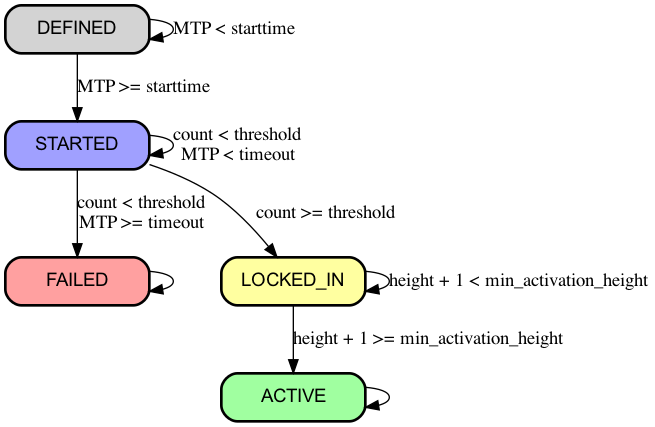 DEFINED
MTP < starttime
MTP >= starttime
STARTED
count < threshold
MTP < timeout
count < threshold
MTP >= timeout
count >= threshold
FAILED
LOCKED_IN
height + 1 < min_activation_height
height + 1 >= min_activation_height
ACTIVE